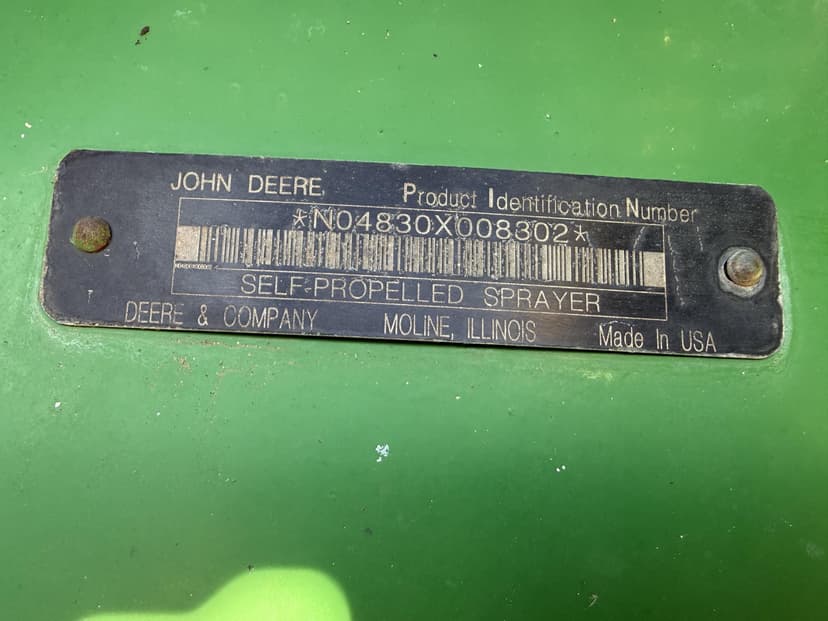 JOHN DEERE Product Identification Number
*N04830X008302*
SELF-PROPELLED SPRAYER
DEERE & COMPANY MOLINE, ILLINOIS Made In USA